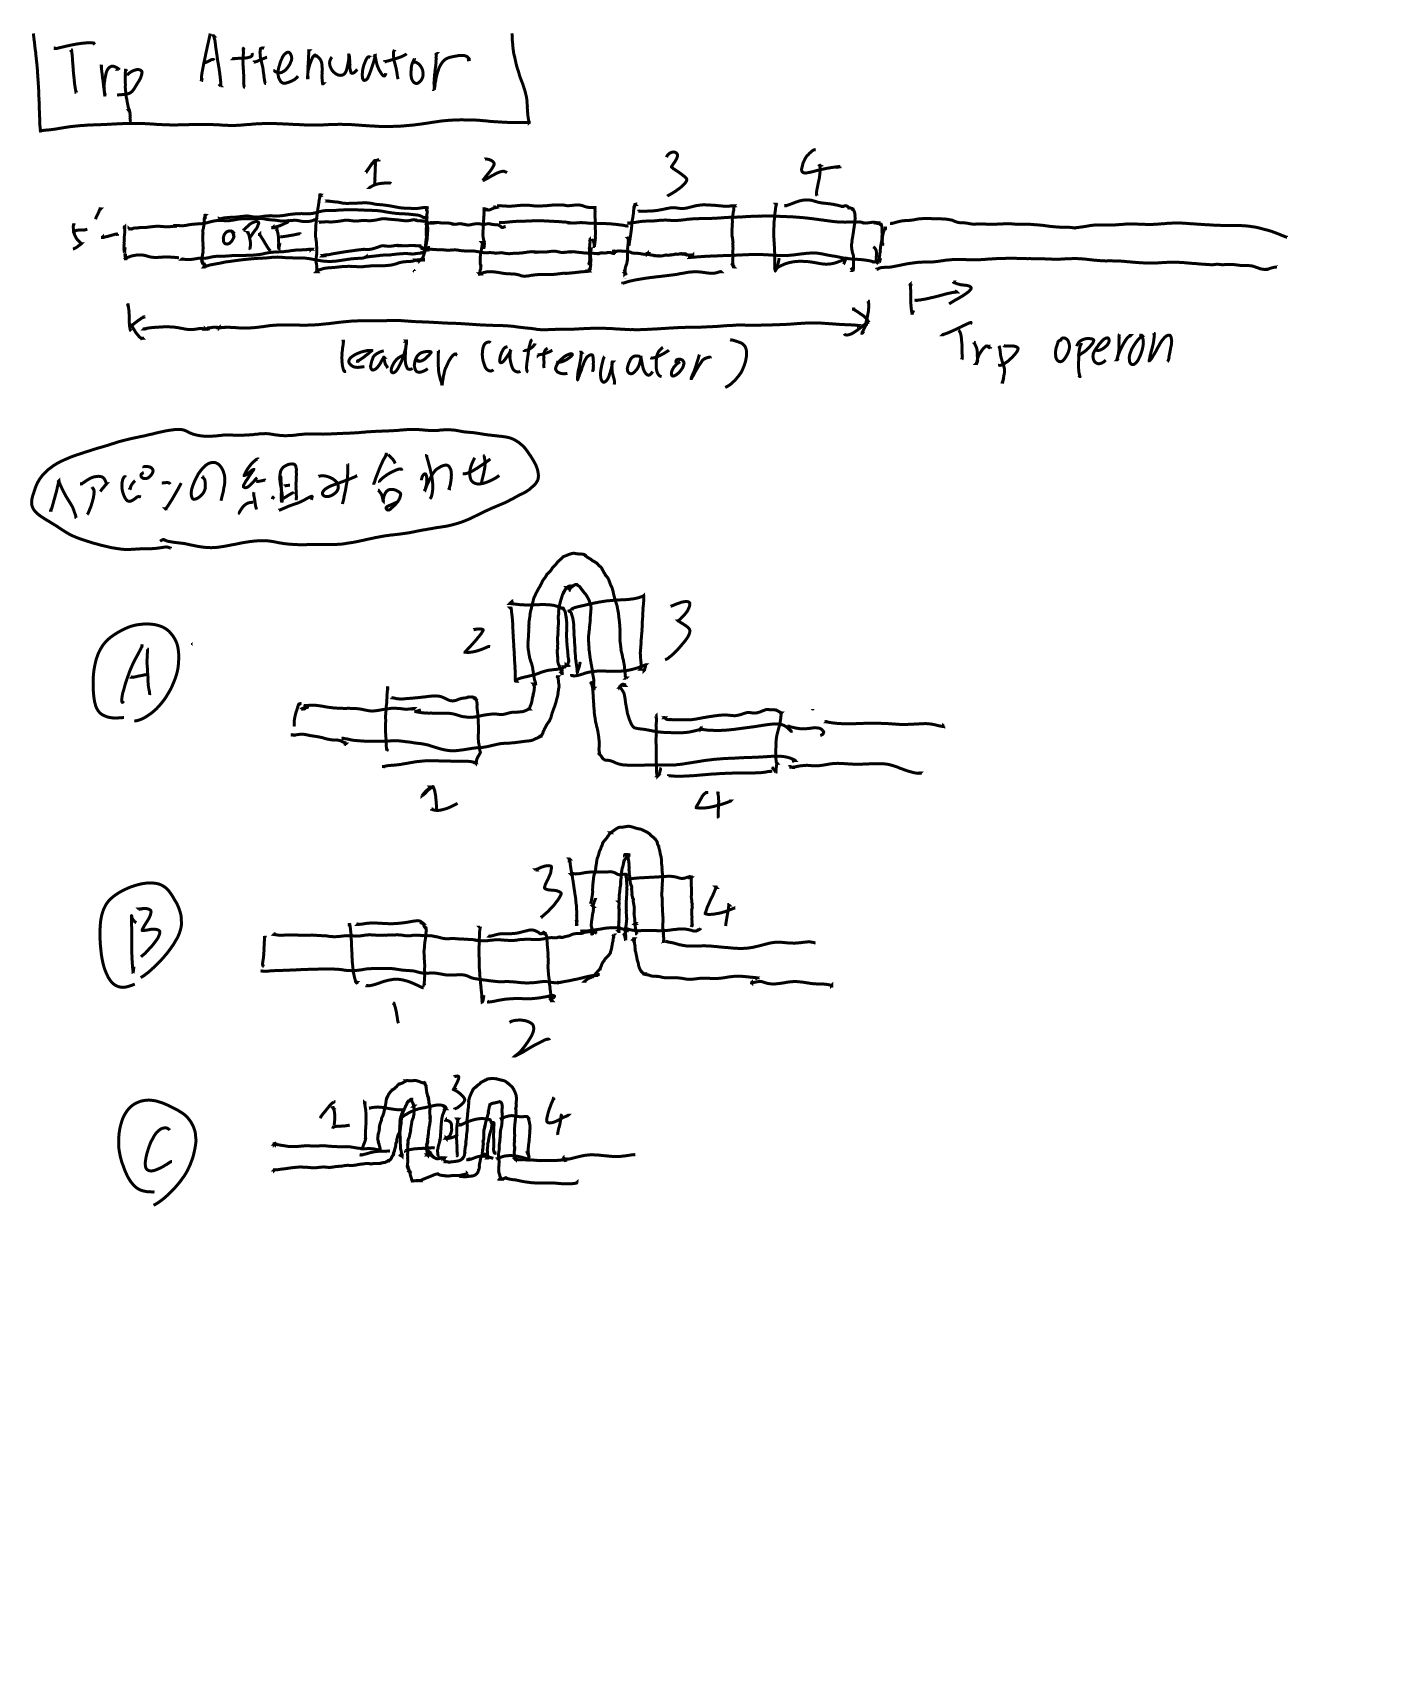 Trp Attenuator
1 2 3 4
5'- ORF
leader (attenuator)
Trp operon
ヘアピンの組み合わせ
A
2 3
1 4
B
3 4
1 2
C
1 2 3 4